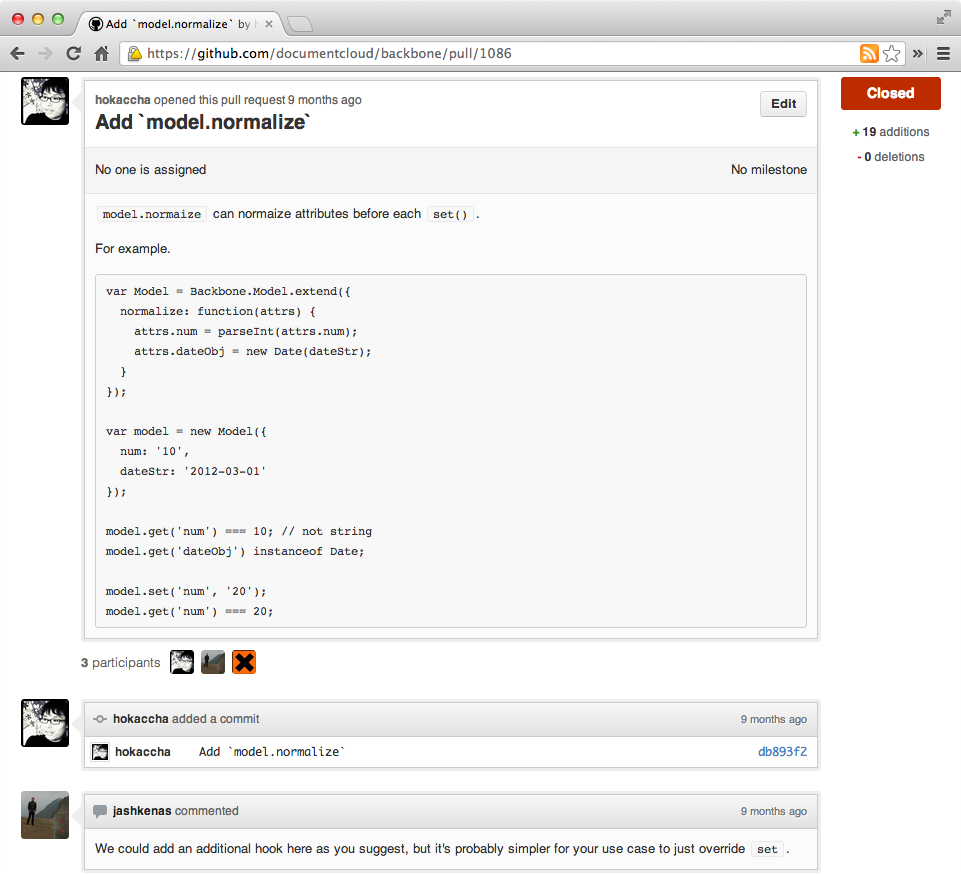 Add `model.normalize` by
https://github.com/documentcloud/backbone/pull/1086
hokaccha opened this pull request 9 months ago
Edit
Closed
Add `model.normalize`
+ 19 additions
- 0 deletions
No one is assigned
No milestone
model.normaize can normaize attributes before each set() .
For example.
var Model = Backbone.Model.extend({
  normalize: function(attrs) {
    attrs.num = parseInt(attrs.num);
    attrs.dateObj = new Date(dateStr);
  }
});
var model = new Model({
  num: '10',
  dateStr: '2012-03-01'
});
model.get('num') === 10; // not string
model.get('dateObj') instanceof Date;
model.set('num', '20');
model.get('num') === 20;
3 participants
hokaccha added a commit
9 months ago
hokaccha Add `model.normalize`
db893f2
jashkenas commented
9 months ago
We could add an additional hook here as you suggest, but it's probably simpler for your use case to just override set .